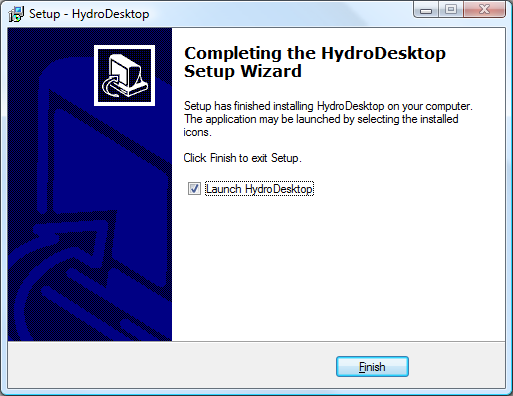 Setup - HydroDesktop
Completing the HydroDesktop
Setup Wizard
Setup has finished installing HydroDesktop on your computer.
The application may be launched by selecting the installed
icons.
Click Finish to exit Setup.
Launch HydroDesktop
Finish